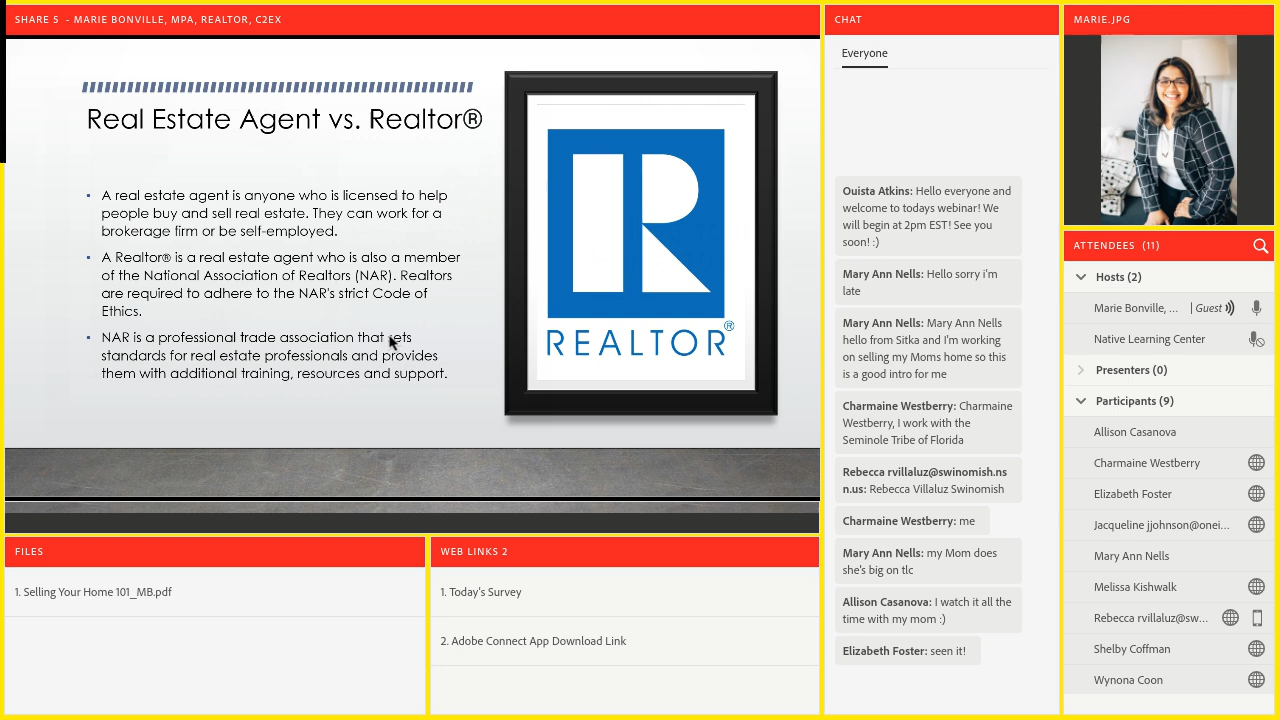 SHARE 5 - MARIE BONVILLE, MPA, REALTOR, C2EX
Real Estate Agent vs. Realtor®
• A real estate agent is anyone who is licensed to help
people buy and sell real estate. They can work for a
brokerage firm or be self-employed.
• A Realtor® is a real estate agent who is also a member
of the National Association of Realtors (NAR). Realtors
are required to adhere to the NAR's strict Code of
Ethics.
• NAR is a professional trade association that sets
standards for real estate professionals and provides
them with additional training, resources and support.
R
REALTOR®
FILES
1. Selling Your Home 101_MB.pdf
WEB LINKS 2
1. Today's Survey
2. Adobe Connect App Download Link
CHAT
Everyone
Ouista Atkins: Hello everyone and
welcome to todays webinar! We
will begin at 2pm EST! See you
soon! :)
Mary Ann Nells: Hello sorry i'm
late
Mary Ann Nells: Mary Ann Nells
hello from Sitka and I'm working
on selling my Moms home so this
is a good intro for me
Charmaine Westberry: Charmaine
Westberry, I work with the
Seminole Tribe of Florida
Rebecca rvillaluz@swinomish.ns
n.us: Rebecca Villaluz Swinomish
Charmaine Westberry: me
Mary Ann Nells: my Mom does
she's big on tlc
Allison Casanova: I watch it all the
time with my mom :)
Elizabeth Foster: seen it!
MARIE.JPG
ATTENDEES (11)
Hosts (2)
Marie Bonville, ... | Guest
Native Learning Center
Presenters (0)
Participants (9)
Allison Casanova
Charmaine Westberry
Elizabeth Foster
Jacqueline jjohnson@onei...
Mary Ann Nells
Melissa Kishwalk
Rebecca rvillaluz@sw...
Shelby Coffman
Wynona Coon